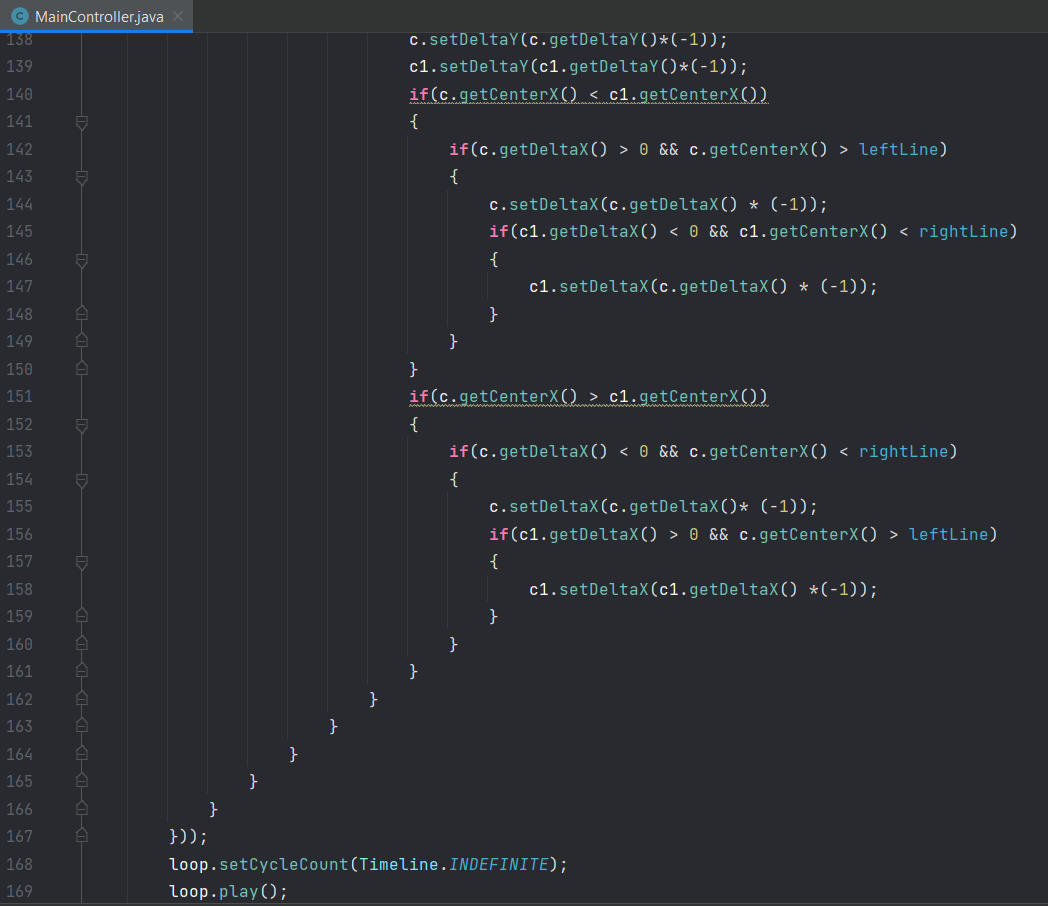 MainController.java
138 c.setDeltaY(c.getDeltaY()*(-1));
139 c1.setDeltaY(c1.getDeltaY()*(-1));
140 if(c.getCenterX() < c1.getCenterX())
141 {
142 if(c.getDeltaX() > 0 && c.getCenterX() > leftLine)
143 {
144 c.setDeltaX(c.getDeltaX() * (-1));
145 if(c1.getDeltaX() < 0 && c1.getCenterX() < rightLine)
146 {
147 c1.setDeltaX(c.getDeltaX() * (-1));
148 }
149 }
150 }
151 if(c.getCenterX() > c1.getCenterX())
152 {
153 if(c.getDeltaX() < 0 && c.getCenterX() < rightLine)
154 {
155 c.setDeltaX(c.getDeltaX()* (-1));
156 if(c1.getDeltaX() > 0 && c.getCenterX() > leftLine)
157 {
158 c1.setDeltaX(c1.getDeltaX() *(-1));
159 }
160 }
161 }
162 }
163 }
164 }
165 }
166 }
167 }));
168 loop.setCycleCount(Timeline.INDEFINITE);
169 loop.play();